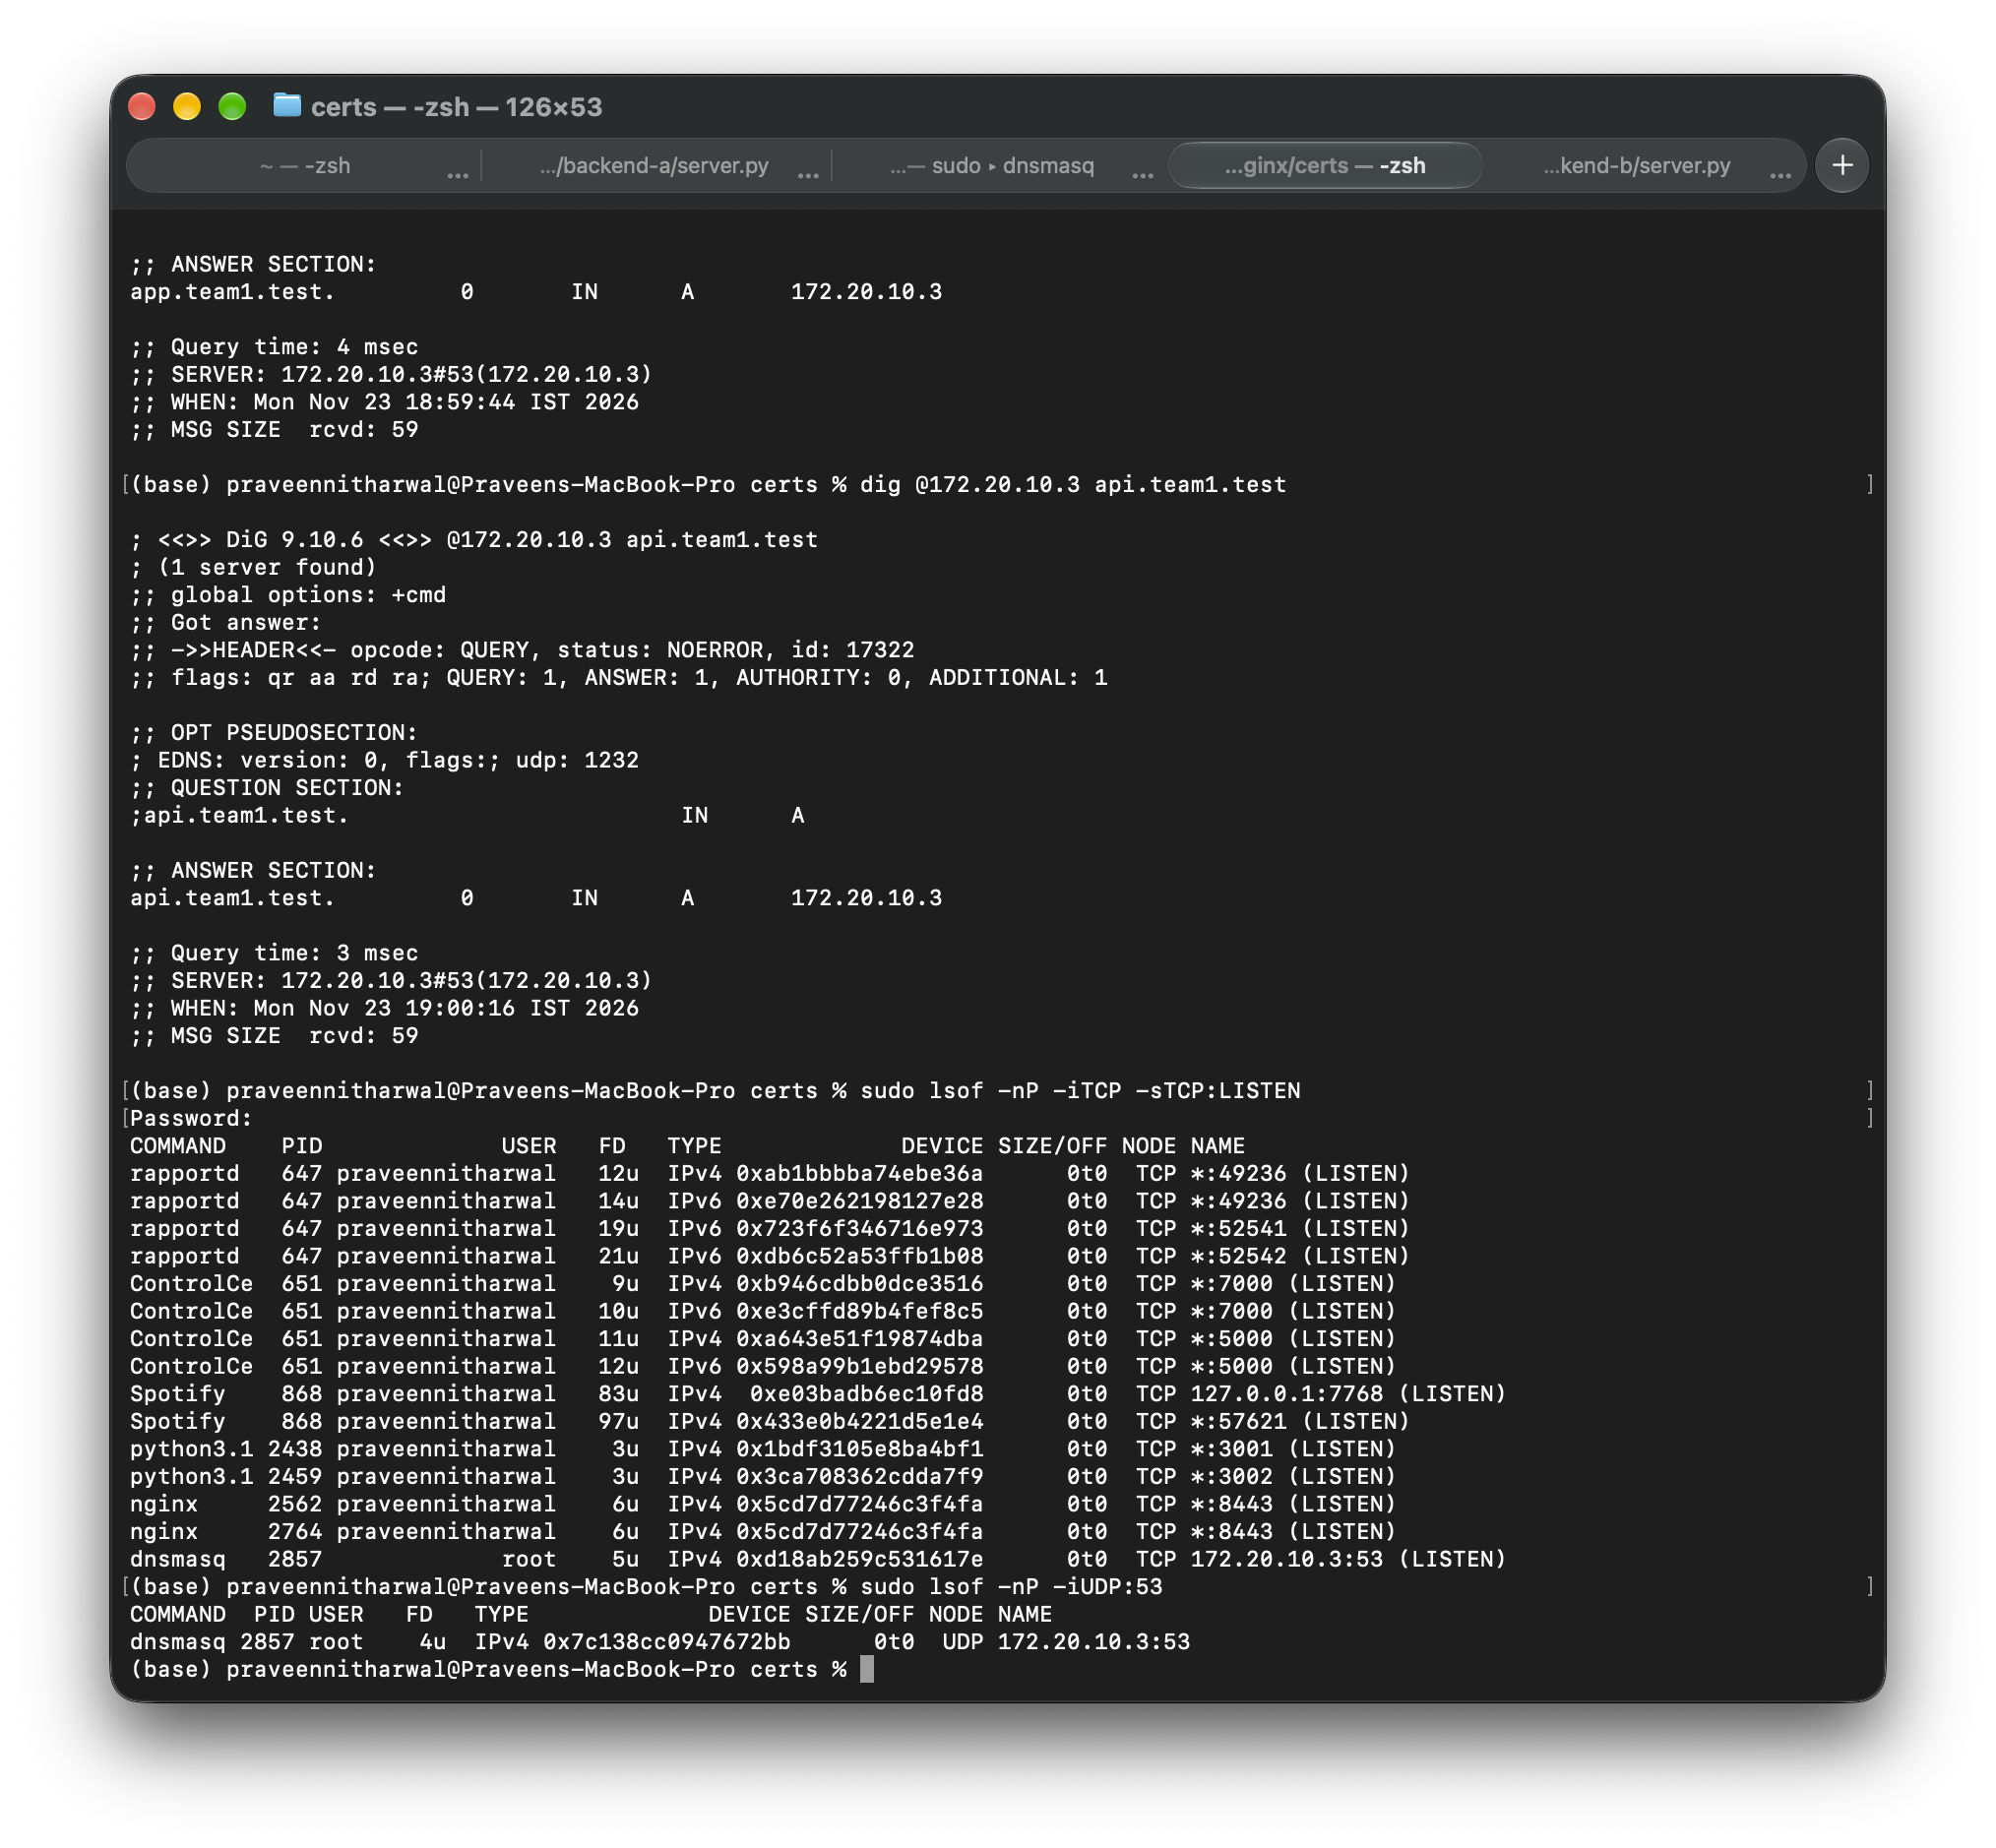 certs — -zsh — 126×53
~ — -zsh ... .../backend-a/server.py ... ...— sudo ▸ dnsmasq ... ...ginx/certs — -zsh ...kend-b/server.py ... +
;; ANSWER SECTION:
app.team1.test.         0       IN      A       172.20.10.3
;; Query time: 4 msec
;; SERVER: 172.20.10.3#53(172.20.10.3)
;; WHEN: Mon Nov 23 18:59:44 IST 2026
;; MSG SIZE  rcvd: 59
[(base) praveennitharwal@Praveens-MacBook-Pro certs % dig @172.20.10.3 api.team1.test ]
; <<>> DiG 9.10.6 <<>> @172.20.10.3 api.team1.test
; (1 server found)
;; global options: +cmd
;; Got answer:
;; ->>HEADER<<- opcode: QUERY, status: NOERROR, id: 17322
;; flags: qr aa rd ra; QUERY: 1, ANSWER: 1, AUTHORITY: 0, ADDITIONAL: 1
;; OPT PSEUDOSECTION:
; EDNS: version: 0, flags:; udp: 1232
;; QUESTION SECTION:
;api.team1.test.                        IN      A
;; ANSWER SECTION:
api.team1.test.         0       IN      A       172.20.10.3
;; Query time: 3 msec
;; SERVER: 172.20.10.3#53(172.20.10.3)
;; WHEN: Mon Nov 23 19:00:16 IST 2026
;; MSG SIZE  rcvd: 59
[(base) praveennitharwal@Praveens-MacBook-Pro certs % sudo lsof -nP -iTCP -sTCP:LISTEN ]
[Password: ]
COMMAND    PID             USER   FD   TYPE             DEVICE SIZE/OFF NODE NAME
rapportd   647 praveennitharwal   12u  IPv4 0xab1bbbba74ebe36a      0t0  TCP *:49236 (LISTEN)
rapportd   647 praveennitharwal   14u  IPv6 0xe70e262198127e28      0t0  TCP *:49236 (LISTEN)
rapportd   647 praveennitharwal   19u  IPv6 0x723f6f346716e973      0t0  TCP *:52541 (LISTEN)
rapportd   647 praveennitharwal   21u  IPv6 0xdb6c52a53ffb1b08      0t0  TCP *:52542 (LISTEN)
ControlCe  651 praveennitharwal    9u  IPv4 0xb946cdbb0dce3516      0t0  TCP *:7000 (LISTEN)
ControlCe  651 praveennitharwal   10u  IPv6 0xe3cffd89b4fef8c5      0t0  TCP *:7000 (LISTEN)
ControlCe  651 praveennitharwal   11u  IPv4 0xa643e51f19874dba      0t0  TCP *:5000 (LISTEN)
ControlCe  651 praveennitharwal   12u  IPv6 0x598a99b1ebd29578      0t0  TCP *:5000 (LISTEN)
Spotify    868 praveennitharwal   83u  IPv4  0xe03badb6ec10fd8      0t0  TCP 127.0.0.1:7768 (LISTEN)
Spotify    868 praveennitharwal   97u  IPv4 0x433e0b4221d5e1e4      0t0  TCP *:57621 (LISTEN)
python3.1 2438 praveennitharwal    3u  IPv4 0x1bdf3105e8ba4bf1      0t0  TCP *:3001 (LISTEN)
python3.1 2459 praveennitharwal    3u  IPv4 0x3ca708362cdda7f9      0t0  TCP *:3002 (LISTEN)
nginx     2562 praveennitharwal    6u  IPv4 0x5cd7d77246c3f4fa      0t0  TCP *:8443 (LISTEN)
nginx     2764 praveennitharwal    6u  IPv4 0x5cd7d77246c3f4fa      0t0  TCP *:8443 (LISTEN)
dnsmasq   2857             root    5u  IPv4 0xd18ab259c531617e      0t0  TCP 172.20.10.3:53 (LISTEN)
[(base) praveennitharwal@Praveens-MacBook-Pro certs % sudo lsof -nP -iUDP:53 ]
COMMAND  PID USER   FD   TYPE             DEVICE SIZE/OFF NODE NAME
dnsmasq 2857 root    4u  IPv4 0x7c138cc0947672bb      0t0  UDP 172.20.10.3:53
(base) praveennitharwal@Praveens-MacBook-Pro certs %